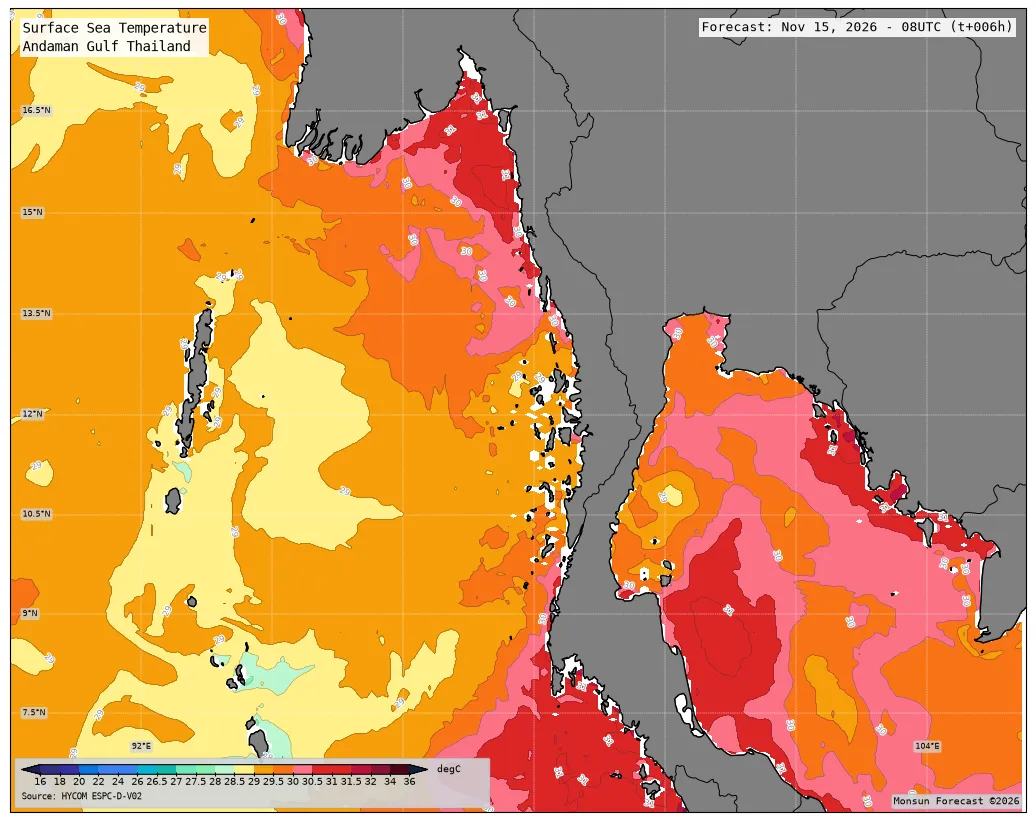 Surface Sea Temperature
Andaman Gulf Thailand
Forecast: Nov 15, 2026 - 08UTC (t+006h)
16.5°N
15°N
13.5°N
12°N
10.5°N
9°N
7.5°N
92°E
104°E
degC
16 18 20 22 24 26 26.5 27 27.5 28 28.5 29 29.5 30 30.5 31 31.5 32 34 36
Source: HYCOM ESPC-D-V02
Monsun Forecast ©2026